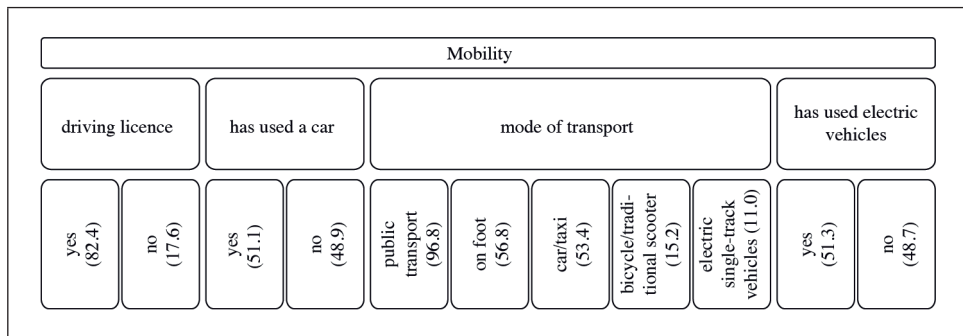 Mobility
driving licence
has used a car
mode of transport
has used electric
vehicles
yes
(82.4)
no
(17.6)
yes
(51.1)
no
(48.9)
public
transport
(96.8)
on foot
(56.8)
car/taxi
(53.4)
bicycle/tradi-
tional scooter
(15.2)
electric
single-track
vehicles (11.0)
yes
(51.3)
no
(48.7)